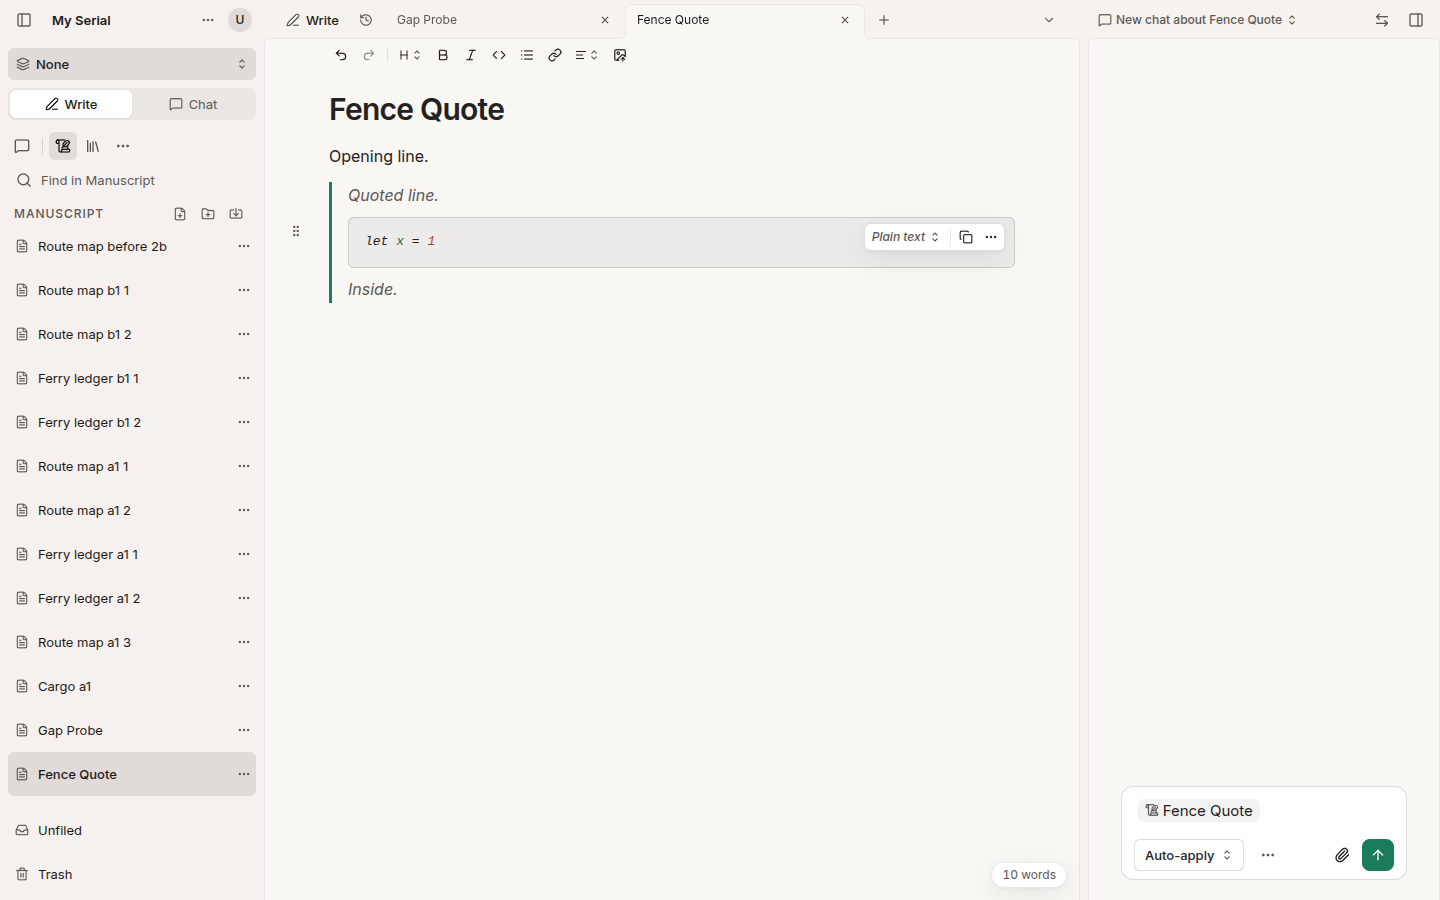 My Serial
U
None
Write
Chat
Find in Manuscript
MANUSCRIPT
Route map before 2b
Route map b1 1
Route map b1 2
Ferry ledger b1 1
Ferry ledger b1 2
Route map a1 1
Route map a1 2
Ferry ledger a1 1
Ferry ledger a1 2
Route map a1 3
Cargo a1
Gap Probe
Fence Quote
Unfiled
Trash
Write
Gap Probe
Fence Quote
H
B
I
Fence Quote
Opening line.
Quoted line.
let x = 1
Plain text
Inside.
10 words
New chat about Fence Quote
Fence Quote
Auto-apply